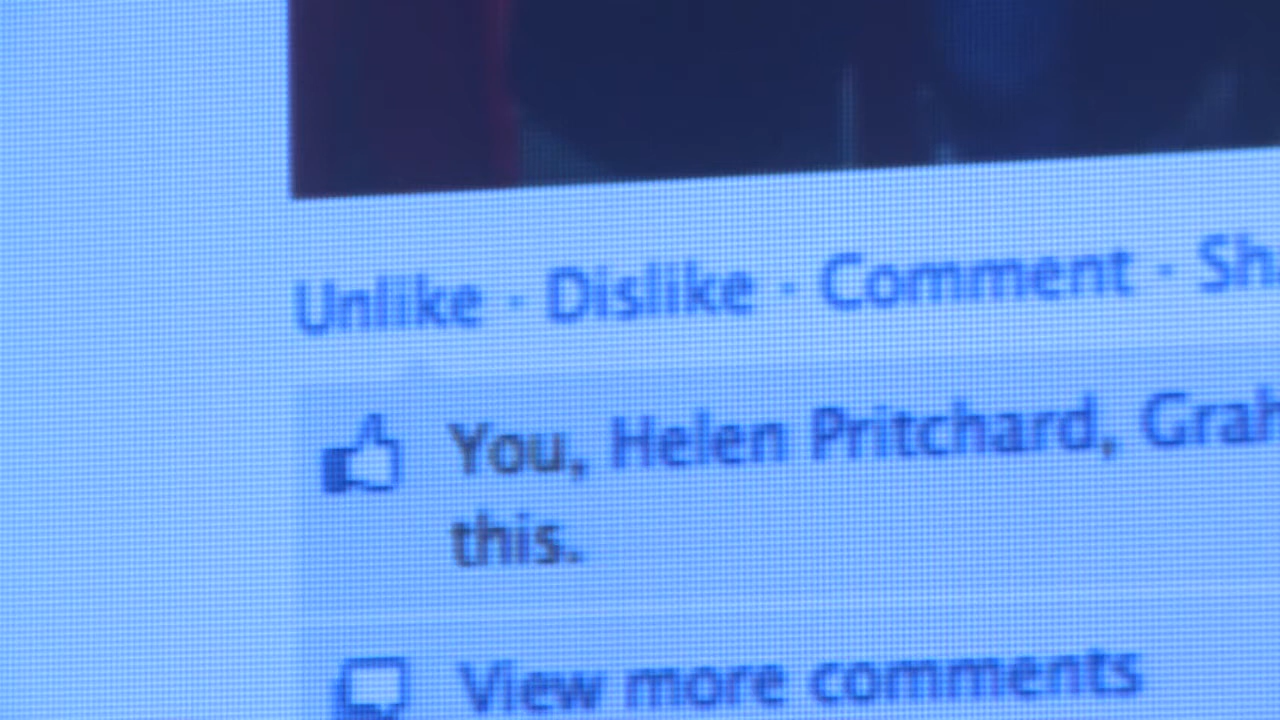 Unlike · Dislike · Comment · Sh
You, Helen Pritchard, Grah
this.
View more comments